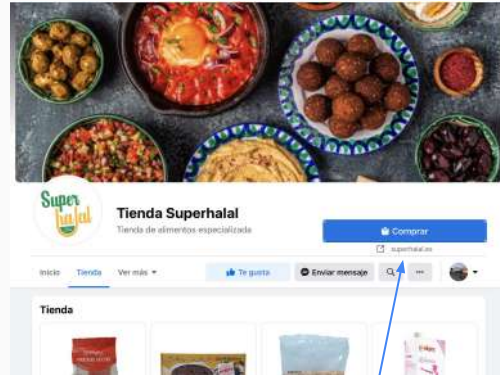 Super
halal
Tienda Superhalal
Tienda de alimentos especializada
Comprar
superhalal.es
Inicio
Tienda
Ver más
Te gusta
Enviar mensaje
Tienda